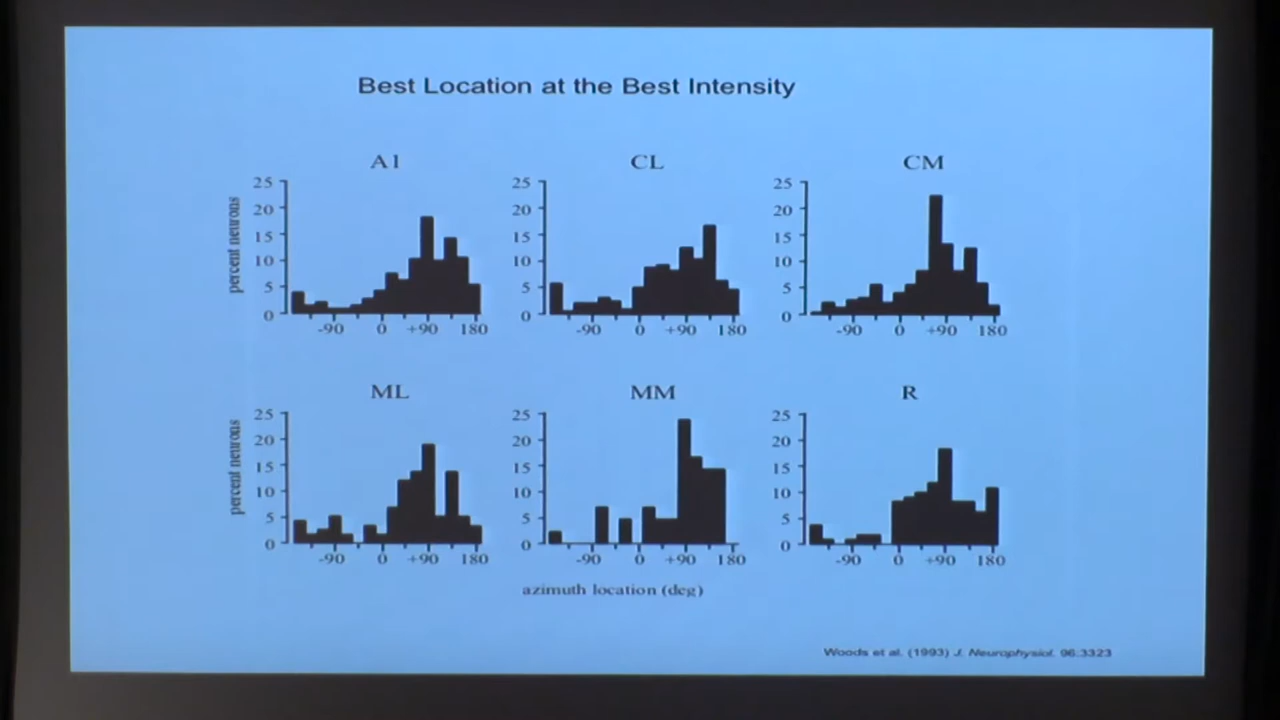 Best Location at the Best Intensity
A1 CL CM
25 25 25
20 20 20
15 15 15
10 10 10
5 5 5
0 0 0
percent neurons
-90 0 +90 180 -90 0 +90 180 -90 0 +90 180
ML MM R
25 25 25
20 20 20
15 15 15
10 10 10
5 5 5
0 0 0
percent neurons
-90 0 +90 180 -90 0 +90 180 -90 0 +90 180
azimuth location (deg)
Woods et al. (1993) J. Neurophysiol. 96:3323